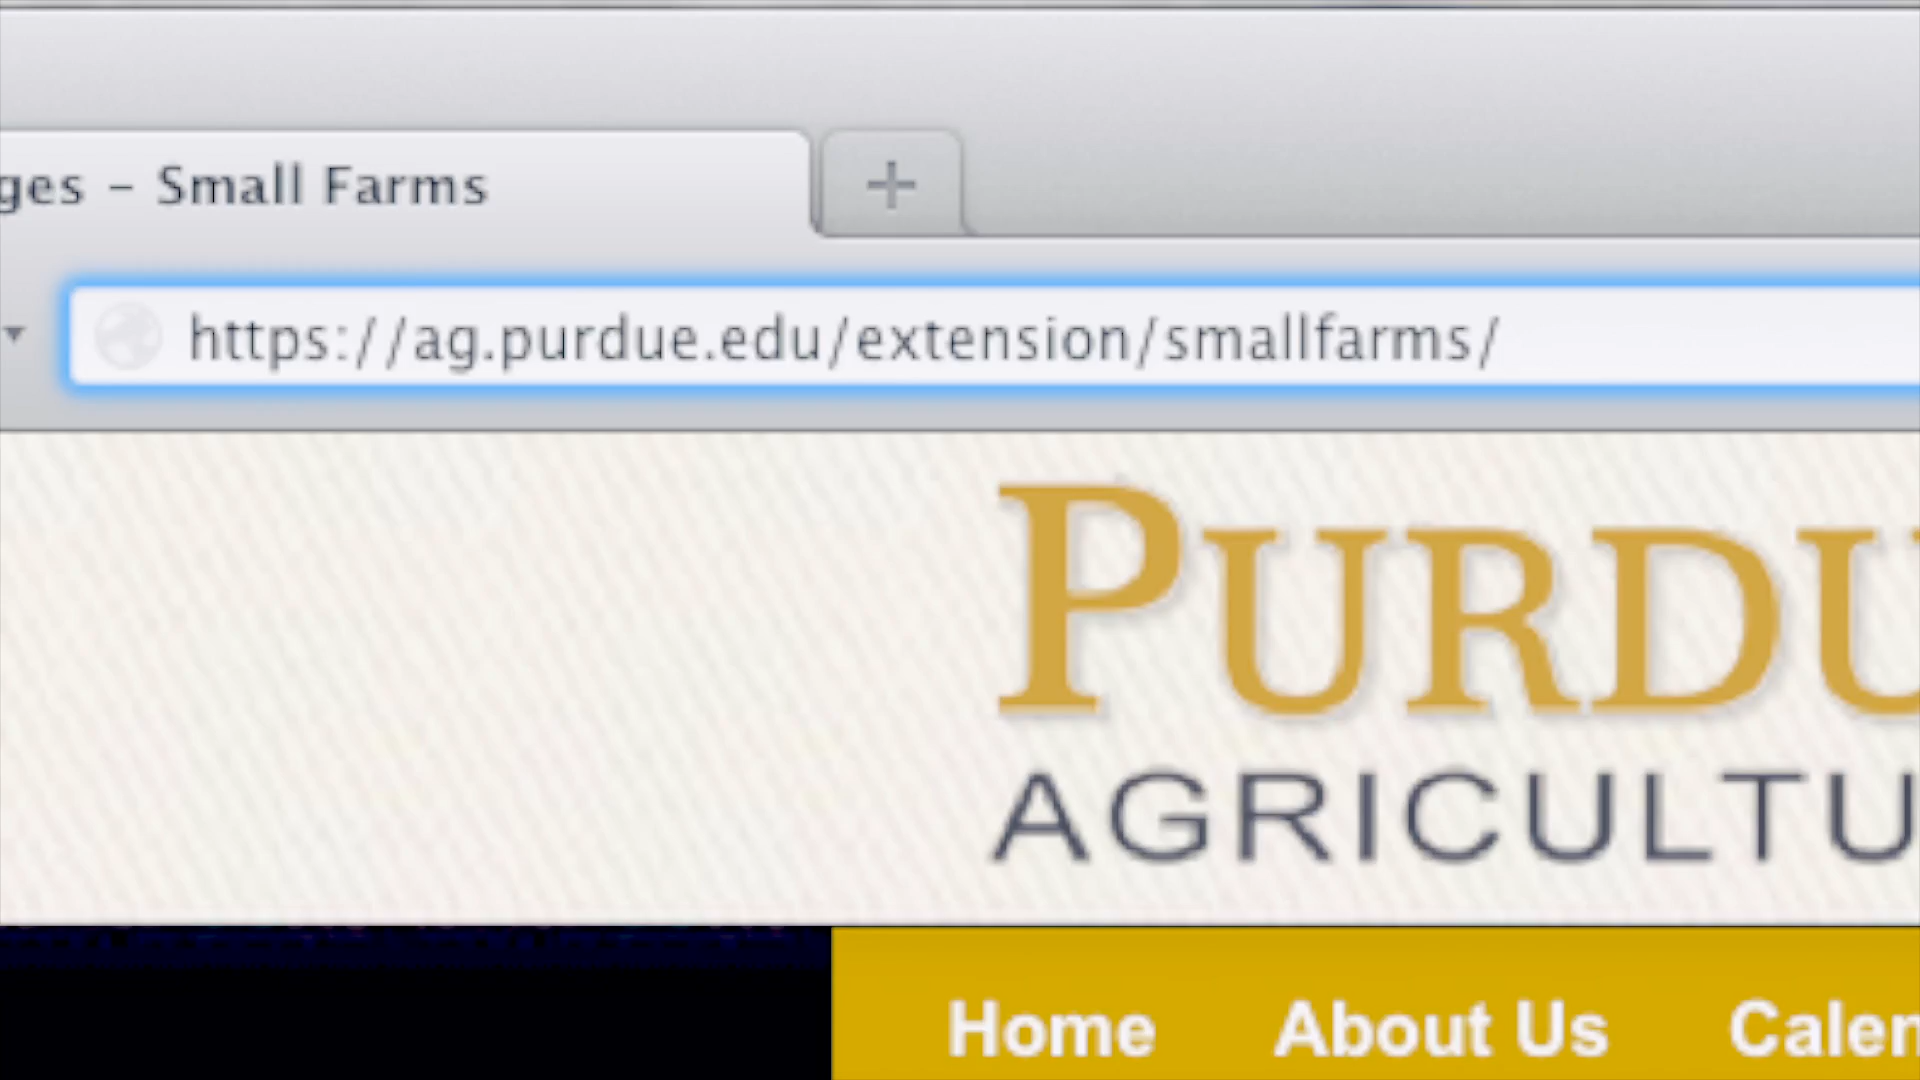 ges – Small Farms
+
https://ag.purdue.edu/extension/smallfarms/
PURDU
AGRICULTU
Home About Us Calen